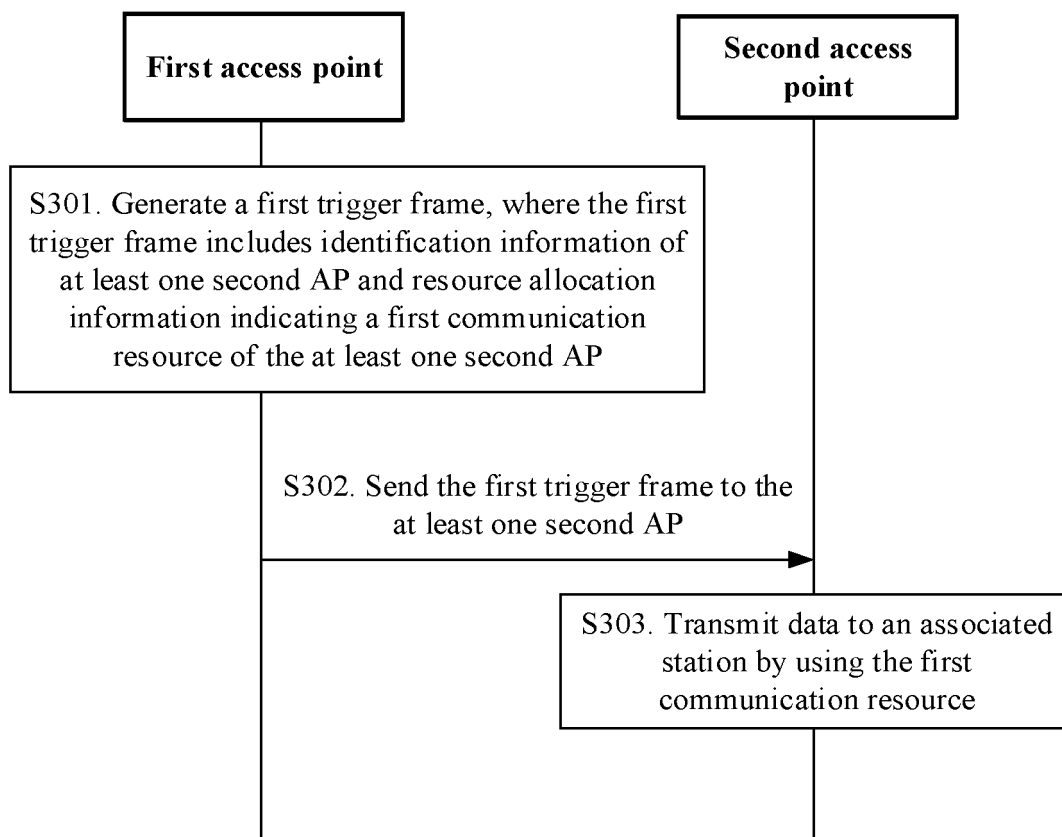 First access point
Second access
point
S301. Generate a first trigger frame, where the first
trigger frame includes identification information of
at least one second AP and resource allocation
information indicating a first communication
resource of the at least one second AP
S302. Send the first trigger frame to the
at least one second AP
S303. Transmit data to an associated
station by using the first
communication resource